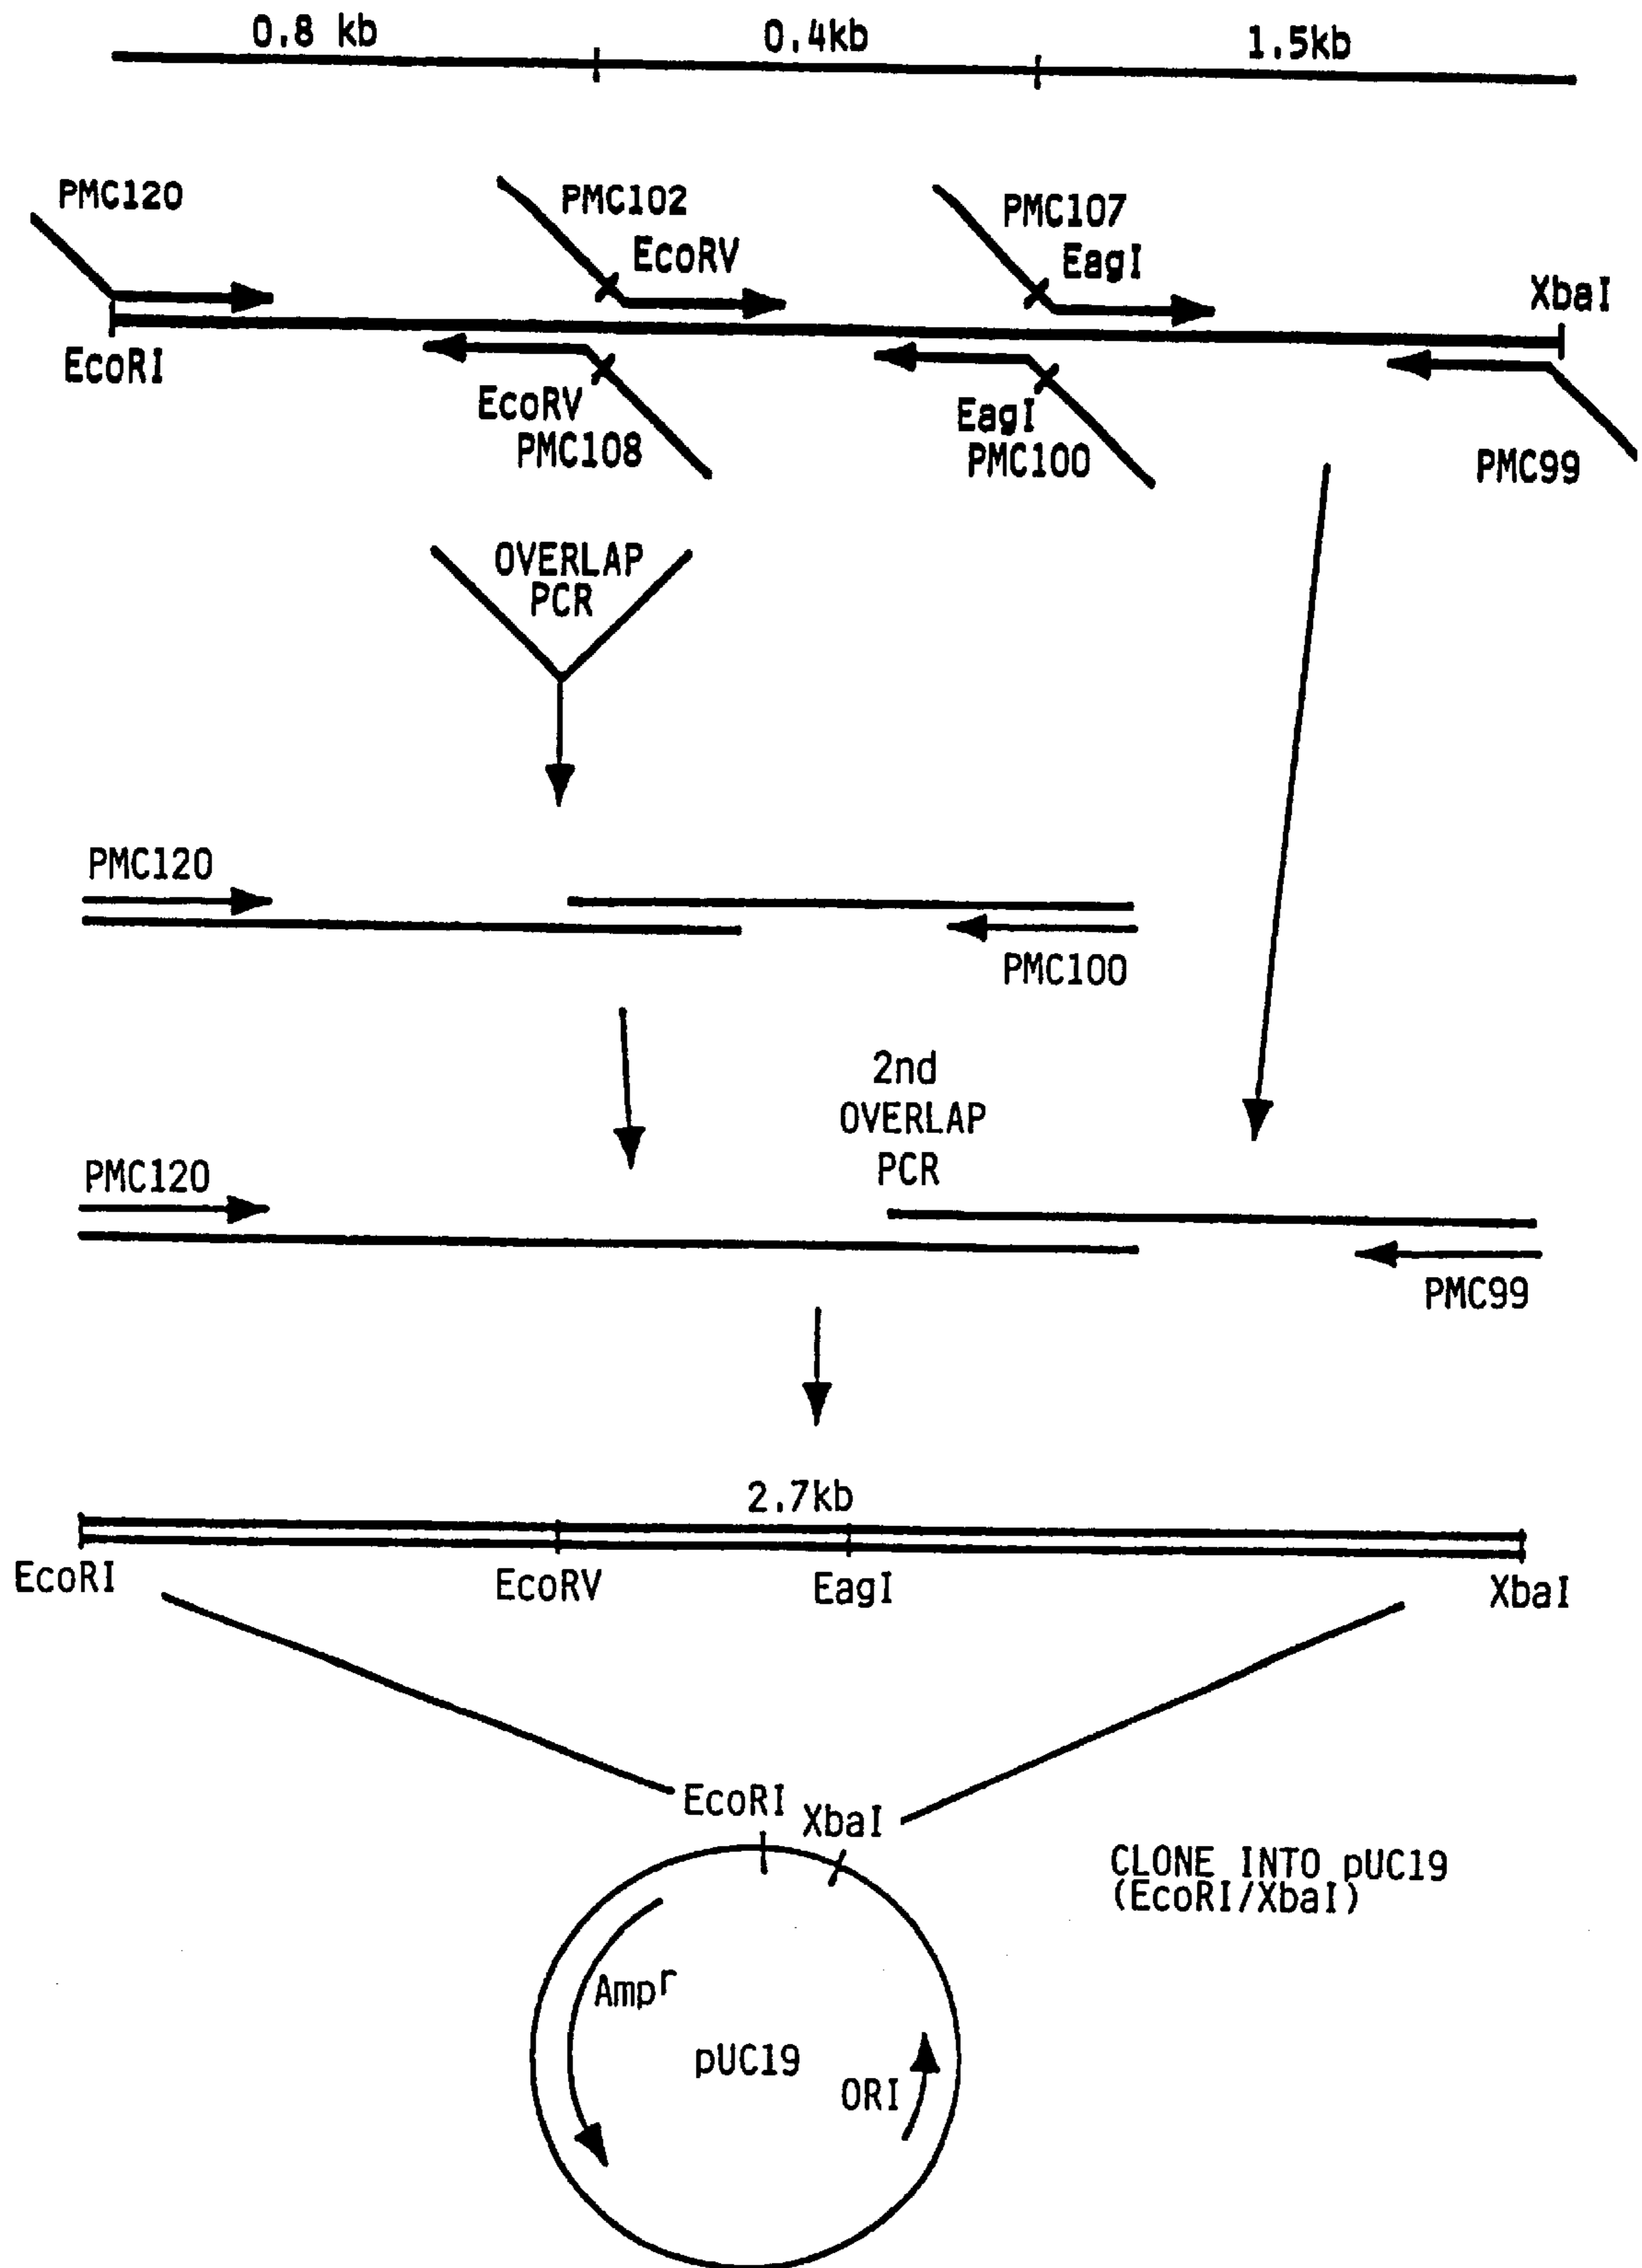 0.8 kb
0.4kb
1.5kb
PMC120
PMC102
EcoRV
PMC107
EagI
XbaI
EcoRI
EcoRV
PMC108
EagI
PMC100
PMC99
OVERLAP
PCR
PMC120
PMC100
2nd
OVERLAP
PCR
PMC120
PMC99
2.7kb
EcoRI
EcoRV
EagI
XbaI
EcoRI
XbaI
CLONE INTO pUC19
(EcoRI/XbaI)
Ampr
pUC19
ORI